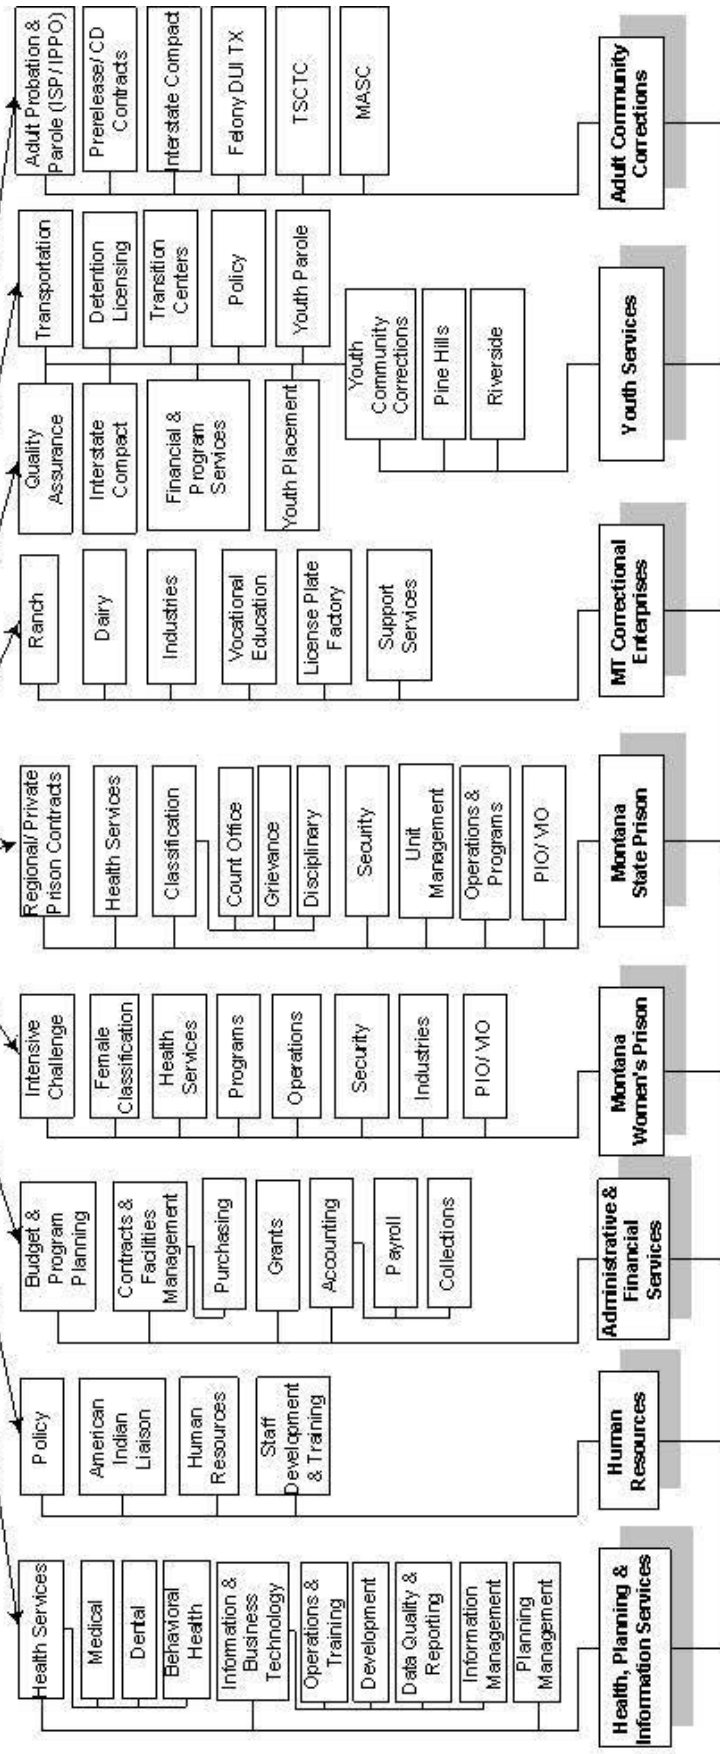 Health, Planning &
Information Services
Health Services
Medical
Dental
Behavioral
Health
Information &
Business
Technology
Operations &
Training
Development
Data Quality &
Reporting
Information
Management
Planning
Management
Human
Resources
Policy
American
Indian
Liaison
Human
Resources
Staff
Development
& Training
Administrative &
Financial
Services
Budget &
Program
Planning
Contracts &
Facilities
Management
Purchasing
Grants
Accounting
Payroll
Collections
Montana
Women's Prison
Intensive
Challenge
Female
Classification
Health
Services
Programs
Operations
Security
Industries
PIO/VIO
Montana
State Prison
Regional/Private
Prison Contracts
Health Services
Classification
Count Office
Grievance
Disciplinary
Security
Unit
Management
Operations &
Programs
PIO/VIO
MT Correctional
Enterprises
Ranch
Dairy
Industries
Vocational
Education
License Plate
Factory
Support
Services
Youth Services
Quality
Assurance
Interstate
Compact
Financial &
Program
Services
Youth Placement
Transportation
Detention
Licensing
Transition
Centers
Policy
Youth Parole
Youth
Community
Corrections
Pine Hills
Riverside
Adult Community
Corrections
Adult Probation &
Parole (ISP/IPPO)
Prerelease/CD
Contracts
Interstate Compact
Felony DUI TX
TSCTC
MASC